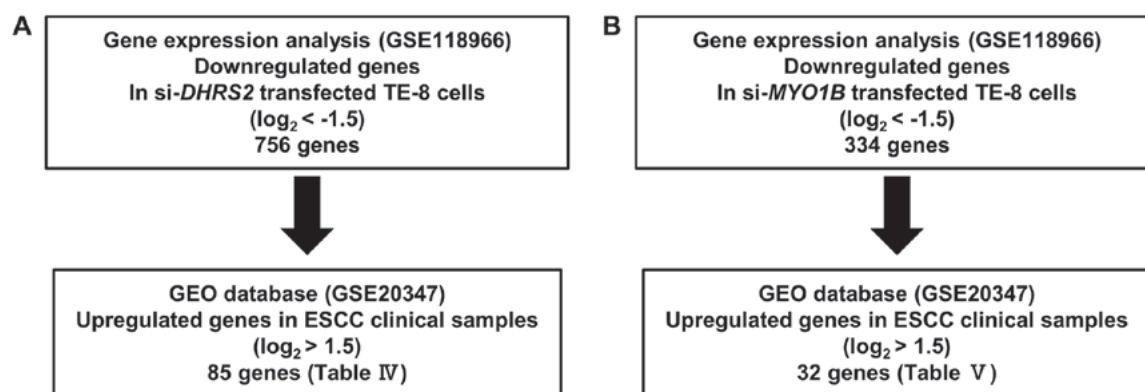 A
Gene expression analysis (GSE118966)
Downregulated genes
In si-DHRS2 transfected TE-8 cells
(log₂ < -1.5)
756 genes
GEO database (GSE20347)
Upregulated genes in ESCC clinical samples
(log₂ > 1.5)
85 genes (Table Ⅳ)
B
Gene expression analysis (GSE118966)
Downregulated genes
In si-MYO1B transfected TE-8 cells
(log₂ < -1.5)
334 genes
GEO database (GSE20347)
Upregulated genes in ESCC clinical samples
(log₂ > 1.5)
32 genes (Table Ⅴ)